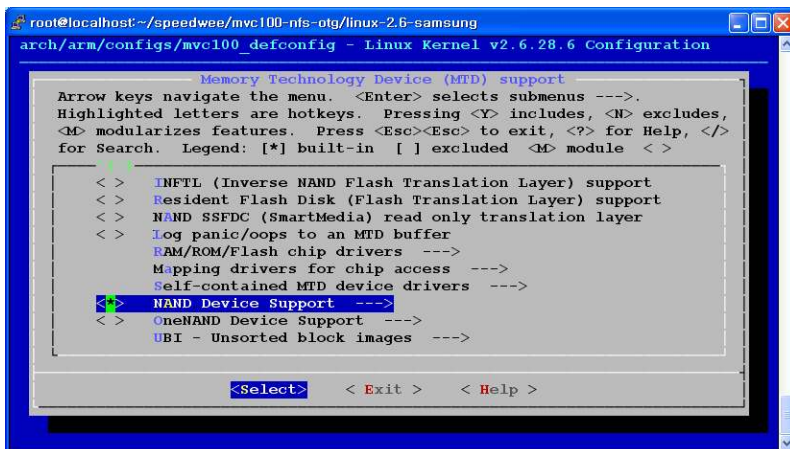 root@localhost:~/speedwee/mvc100-nfs-otg/linux-2.6-samsung
arch/arm/configs/mvc100_defconfig - Linux Kernel v2.6.28.6 Configuration
Memory Technology Device (MTD) support
Arrow keys navigate the menu. <Enter> selects submenus --->.
Highlighted letters are hotkeys. Pressing <Y> includes, <N> excludes,
<M> modularizes features. Press <Esc><Esc> to exit, <?> for Help, </>
for Search. Legend: [*] built-in [ ] excluded <M> module < >
< > INFTL (Inverse NAND Flash Translation Layer) support
< > Resident Flash Disk (Flash Translation Layer) support
< > NAND SSFDC (SmartMedia) read only translation layer
< > Log panic/oops to an MTD buffer
RAM/ROM/Flash chip drivers --->
Mapping drivers for chip access --->
Self-contained MTD device drivers --->
<*> NAND Device Support --->
< > OneNAND Device Support --->
UBI - Unsorted block images --->
<Select> < Exit > < Help >